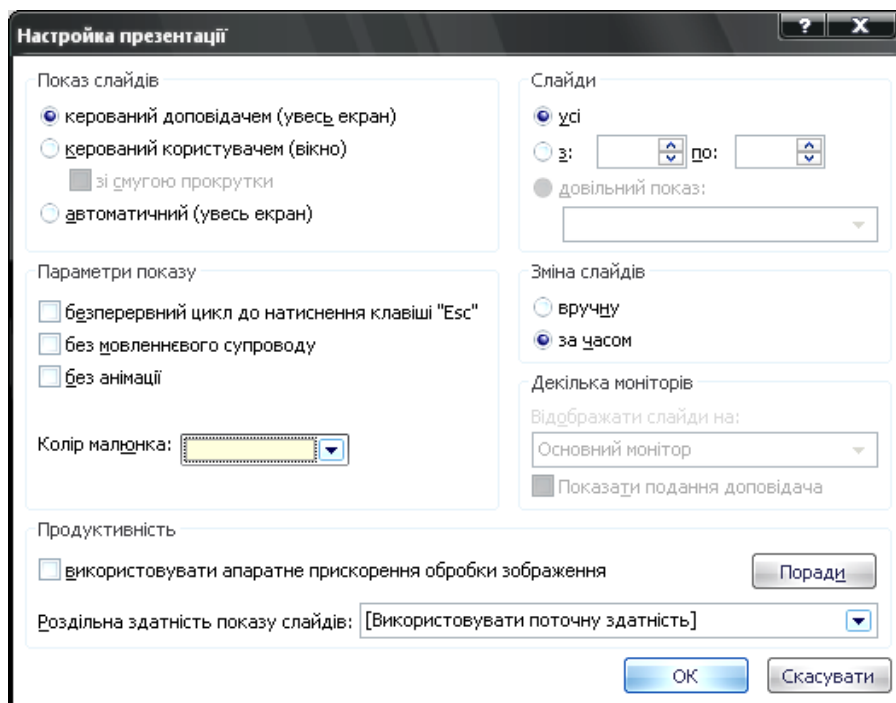 Настройка презентації
Показ слайдів
керований доповідачем (увесь екран)
керований користувачем (вікно)
зі смугою прокрутки
автоматичний (увесь екран)
Слайди
усі
з: по:
довільний показ:
Параметри показу
безперервний цикл до натиснення клавіші "Esc"
без мовленнєвого супроводу
без анімації
Колір малюнка:
Зміна слайдів
вручну
за часом
Декілька моніторів
Відображати слайди на:
Основний монітор
Показати подання доповідача
Продуктивність
використовувати апаратне прискорення обробки зображення
Поради
Роздільна здатність показу слайдів: [Використовувати поточну здатність]
ОК Скасувати